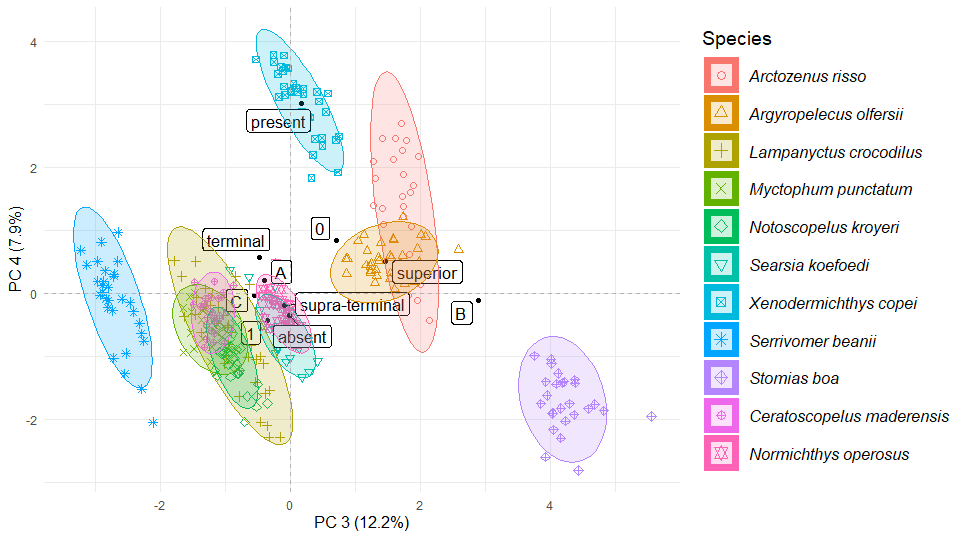 Species
Arctozenus risso
Argyropelecus olfersii
Lampanyctus crocodilus
Myctophum punctatum
Notoscopelus kroyeri
Searsia koefoedi
Xenodermichthys copei
Serrivomer beanii
Stomias boa
Ceratoscopelus maderensis
Normichthys operosus
PC 4 (7.9%)
4
2
0
-2
present
0
terminal
A
superior
C
supra-terminal
B
1
absent
-2
0
2
4
PC 3 (12.2%)